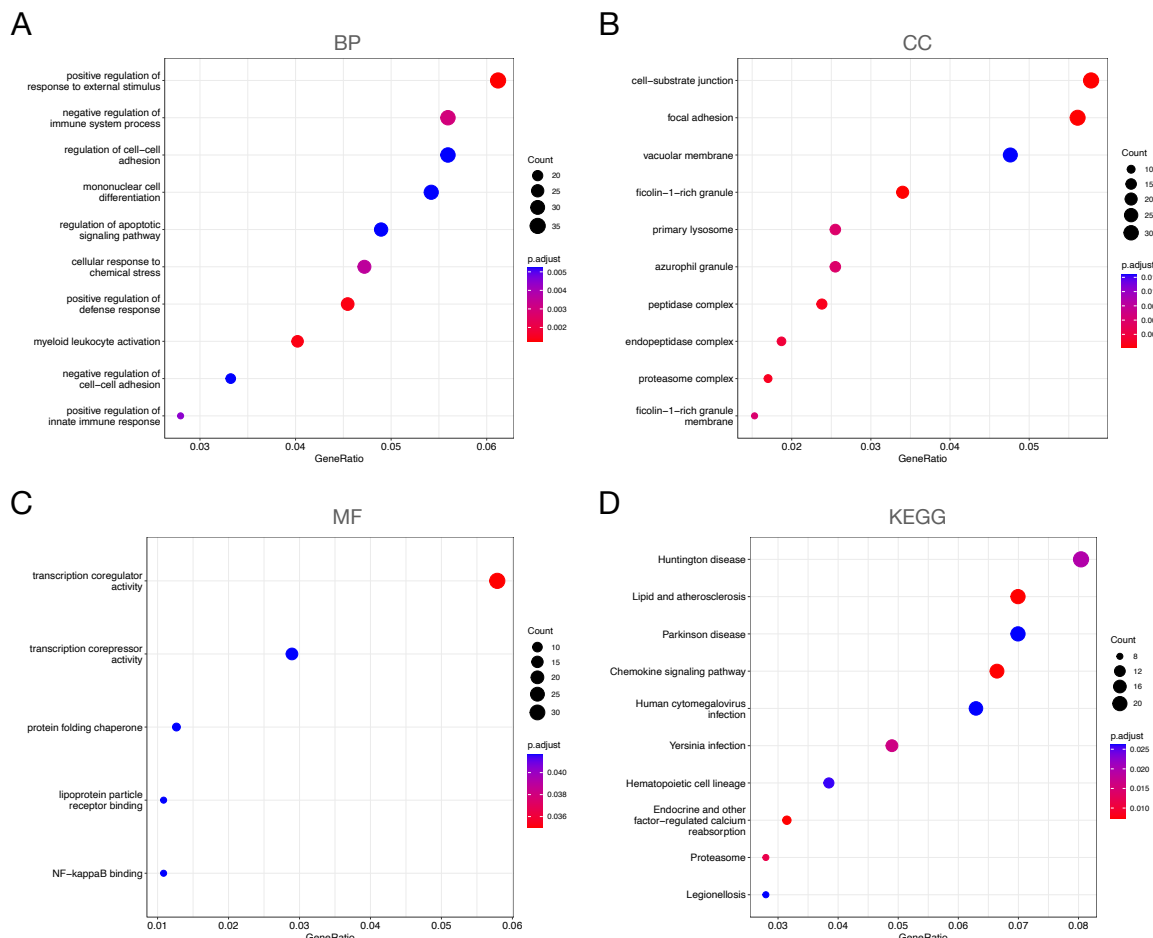 A
BP
positive regulation of
response to external stimulus
negative regulation of
immune system process
regulation of cell−cell
adhesion
mononuclear cell
differentiation
regulation of apoptotic
signaling pathway
cellular response to
chemical stress
positive regulation of
defense response
myeloid leukocyte activation
negative regulation of
cell−cell adhesion
positive regulation of
innate immune response
0.03 0.04 0.05 0.06
GeneRatio
Count
20
25
30
35
p.adjust
0.005
0.004
0.003
0.002
B
CC
cell−substrate junction
focal adhesion
vacuolar membrane
ficolin−1−rich granule
primary lysosome
azurophil granule
peptidase complex
endopeptidase complex
proteasome complex
ficolin−1−rich granule
membrane
0.02 0.03 0.04 0.05
GeneRatio
Count
10
15
20
25
30
p.adjust
C
MF
transcription coregulator
activity
transcription corepressor
activity
protein folding chaperone
lipoprotein particle
receptor binding
NF−kappaB binding
0.01 0.02 0.03 0.04 0.05 0.06
GeneRatio
Count
10
15
20
25
30
p.adjust
0.040
0.038
0.036
D
KEGG
Huntington disease
Lipid and atherosclerosis
Parkinson disease
Chemokine signaling pathway
Human cytomegalovirus
infection
Yersinia infection
Hematopoietic cell lineage
Endocrine and other
factor−regulated calcium
reabsorption
Proteasome
Legionellosis
0.03 0.04 0.05 0.06 0.07 0.08
GeneRatio
Count
8
12
16
20
p.adjust
0.025
0.020
0.015
0.010